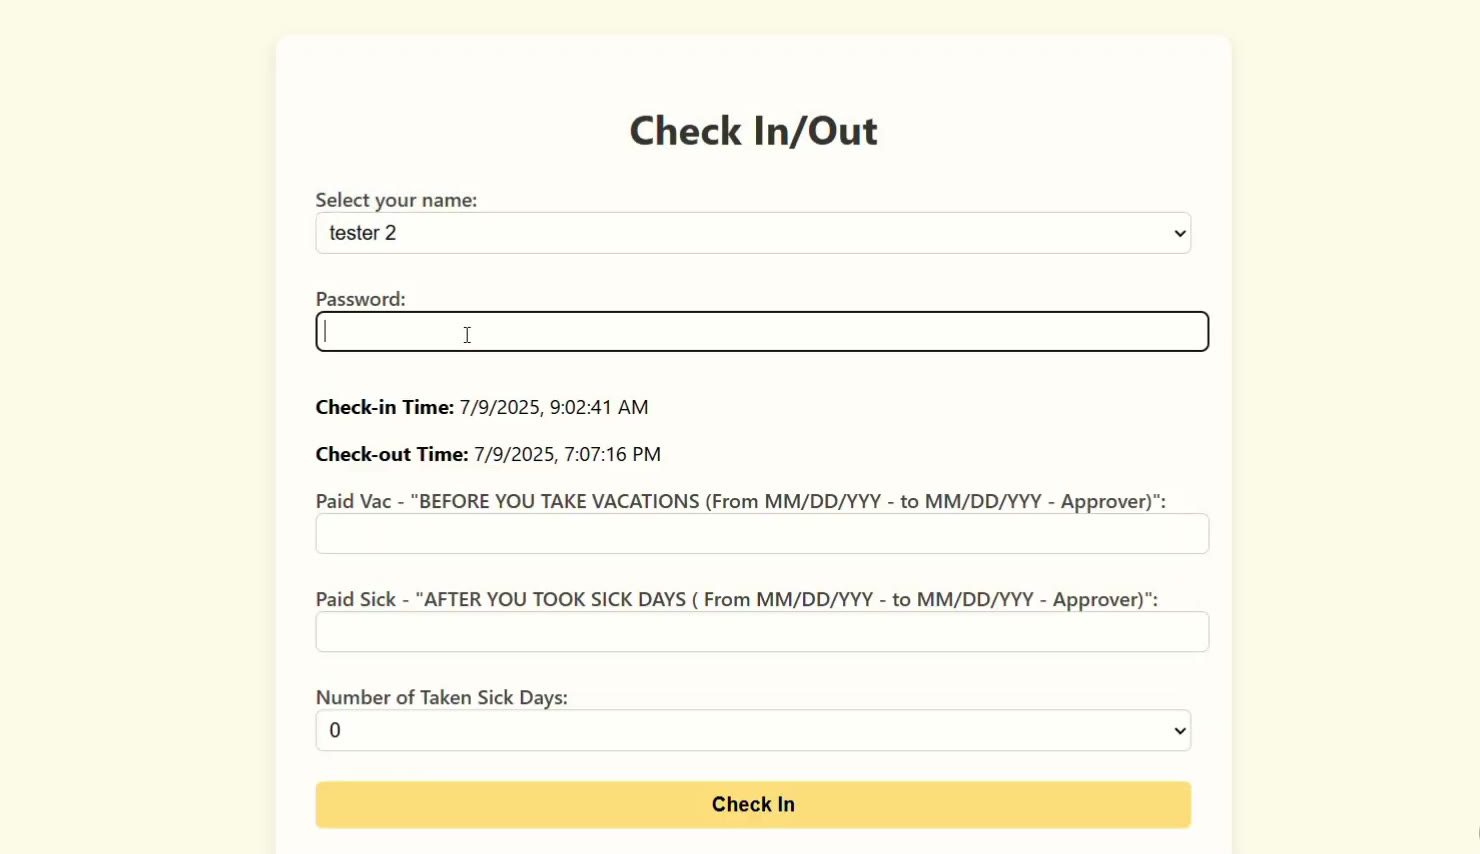 Check In/Out
Select your name:
tester 2
Password:
Check-in Time: 7/9/2025, 9:02:41 AM
Check-out Time: 7/9/2025, 7:07:16 PM
Paid Vac - "BEFORE YOU TAKE VACATIONS (From MM/DD/YYY - to MM/DD/YYY - Approver)":
Paid Sick - "AFTER YOU TOOK SICK DAYS ( From MM/DD/YYY - to MM/DD/YYY - Approver)":
Number of Taken Sick Days:
0
Check In